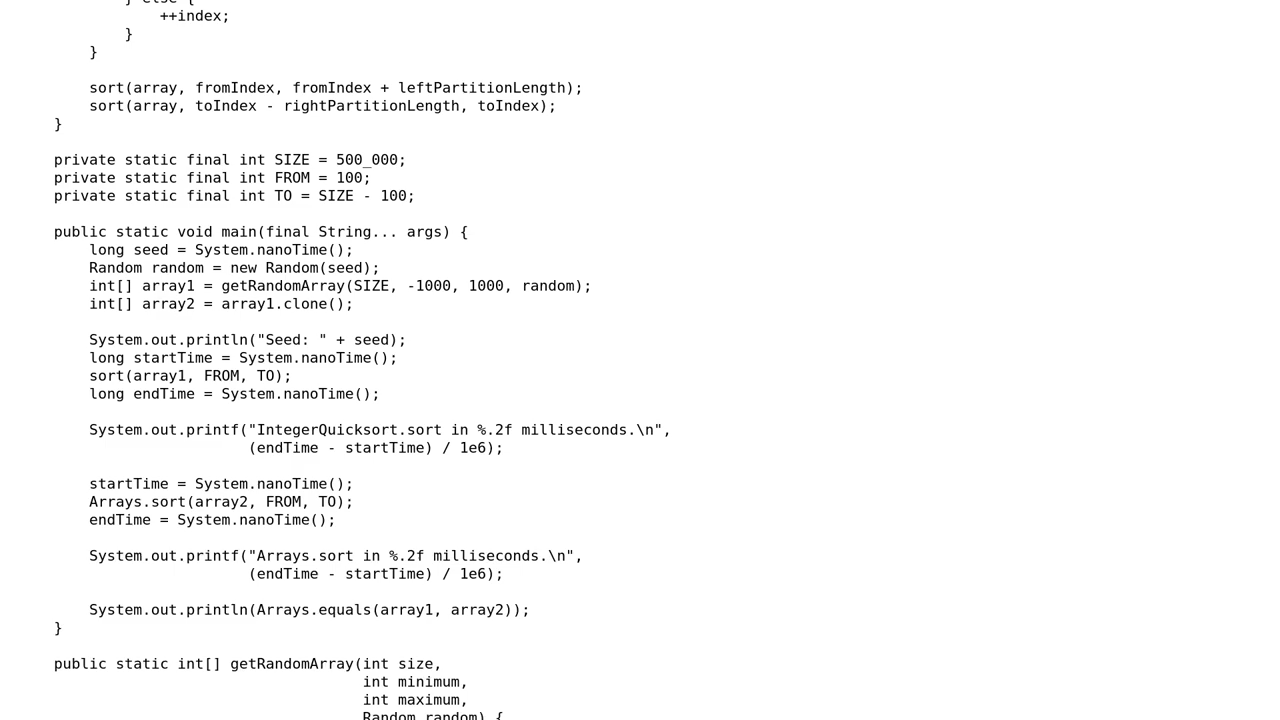 } else {
                ++index;
            }
        }

        sort(array, fromIndex, fromIndex + leftPartitionLength);
        sort(array, toIndex - rightPartitionLength, toIndex);
    }

    private static final int SIZE = 500_000;
    private static final int FROM = 100;
    private static final int TO = SIZE - 100;

    public static void main(final String... args) {
        long seed = System.nanoTime();
        Random random = new Random(seed);
        int[] array1 = getRandomArray(SIZE, -1000, 1000, random);
        int[] array2 = array1.clone();

        System.out.println("Seed: " + seed);
        long startTime = System.nanoTime();
        sort(array1, FROM, TO);
        long endTime = System.nanoTime();

        System.out.printf("IntegerQuicksort.sort in %.2f milliseconds.\n",
                          (endTime - startTime) / 1e6);

        startTime = System.nanoTime();
        Arrays.sort(array2, FROM, TO);
        endTime = System.nanoTime();

        System.out.printf("Arrays.sort in %.2f milliseconds.\n",
                          (endTime - startTime) / 1e6);

        System.out.println(Arrays.equals(array1, array2));
    }

    public static int[] getRandomArray(int size,
                                       int minimum,
                                       int maximum,
                                       Random random) {